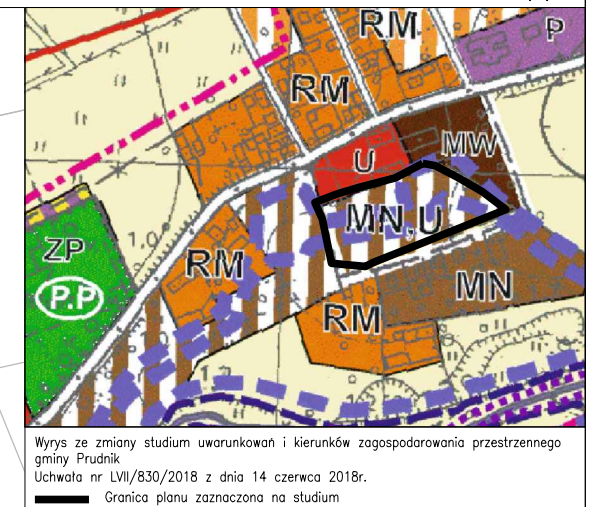 RM
P
RM
U
MW
MN,U
ZP
P.P
RM
MN
RM
Wyrys ze zmiany studium uwarunkowań i kierunków zagospodarowania przestrzennego
gminy Prudnik
Uchwała nr LVII/830/2018 z dnia 14 czerwca 2018r.
Granica planu zaznaczona na studium